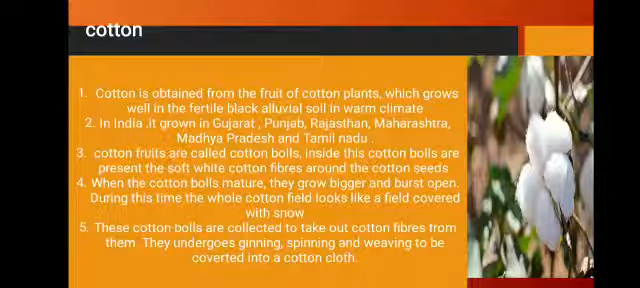 cotton
1. Cotton is obtained from the fruit of cotton plants, which grows
well in the fertile black alluvial soil in warm climate
2. In India .it grown in Gujarat , Punjab, Rajasthan, Maharashtra,
Madhya Pradesh and Tamil nadu .
3. cotton fruits are called cotton bolls, inside this cotton bolls are
present the soft white cotton fibres around the cotton seeds
4. When the cotton bolls mature, they grow bigger and burst open.
During this time the whole cotton field looks like a field covered
with snow
5. These cotton bolls are collected to take out cotton fibres from
them. They undergoes ginning, spinning and weaving to be
coverted into a cotton cloth.